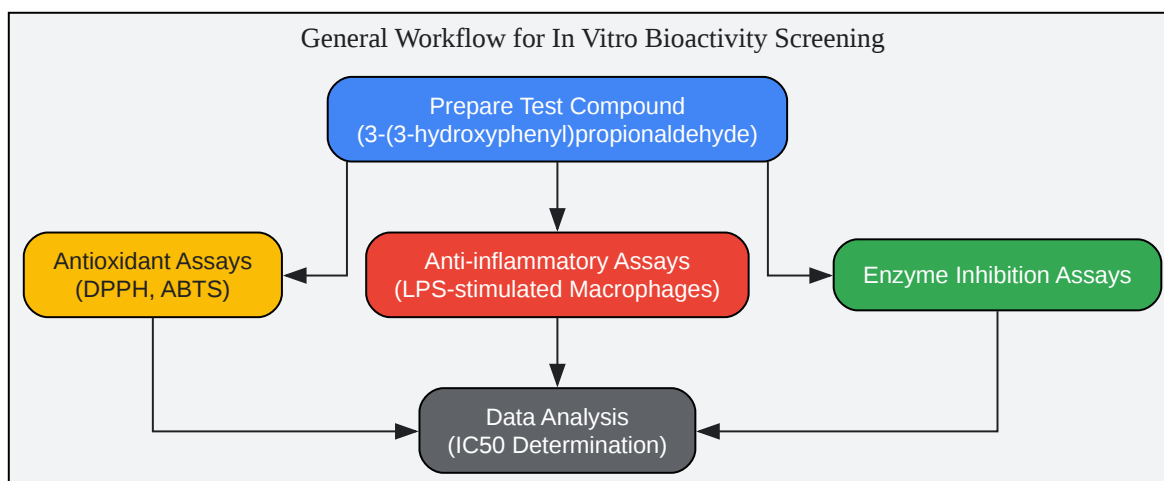 General Workflow for In Vitro Bioactivity Screening
Prepare Test Compound
(3-(3-hydroxyphenyl)propionaldehyde)
Antioxidant Assays
(DPPH, ABTS)
Anti-inflammatory Assays
(LPS-stimulated Macrophages)
Enzyme Inhibition Assays
Data Analysis
(IC50 Determination)